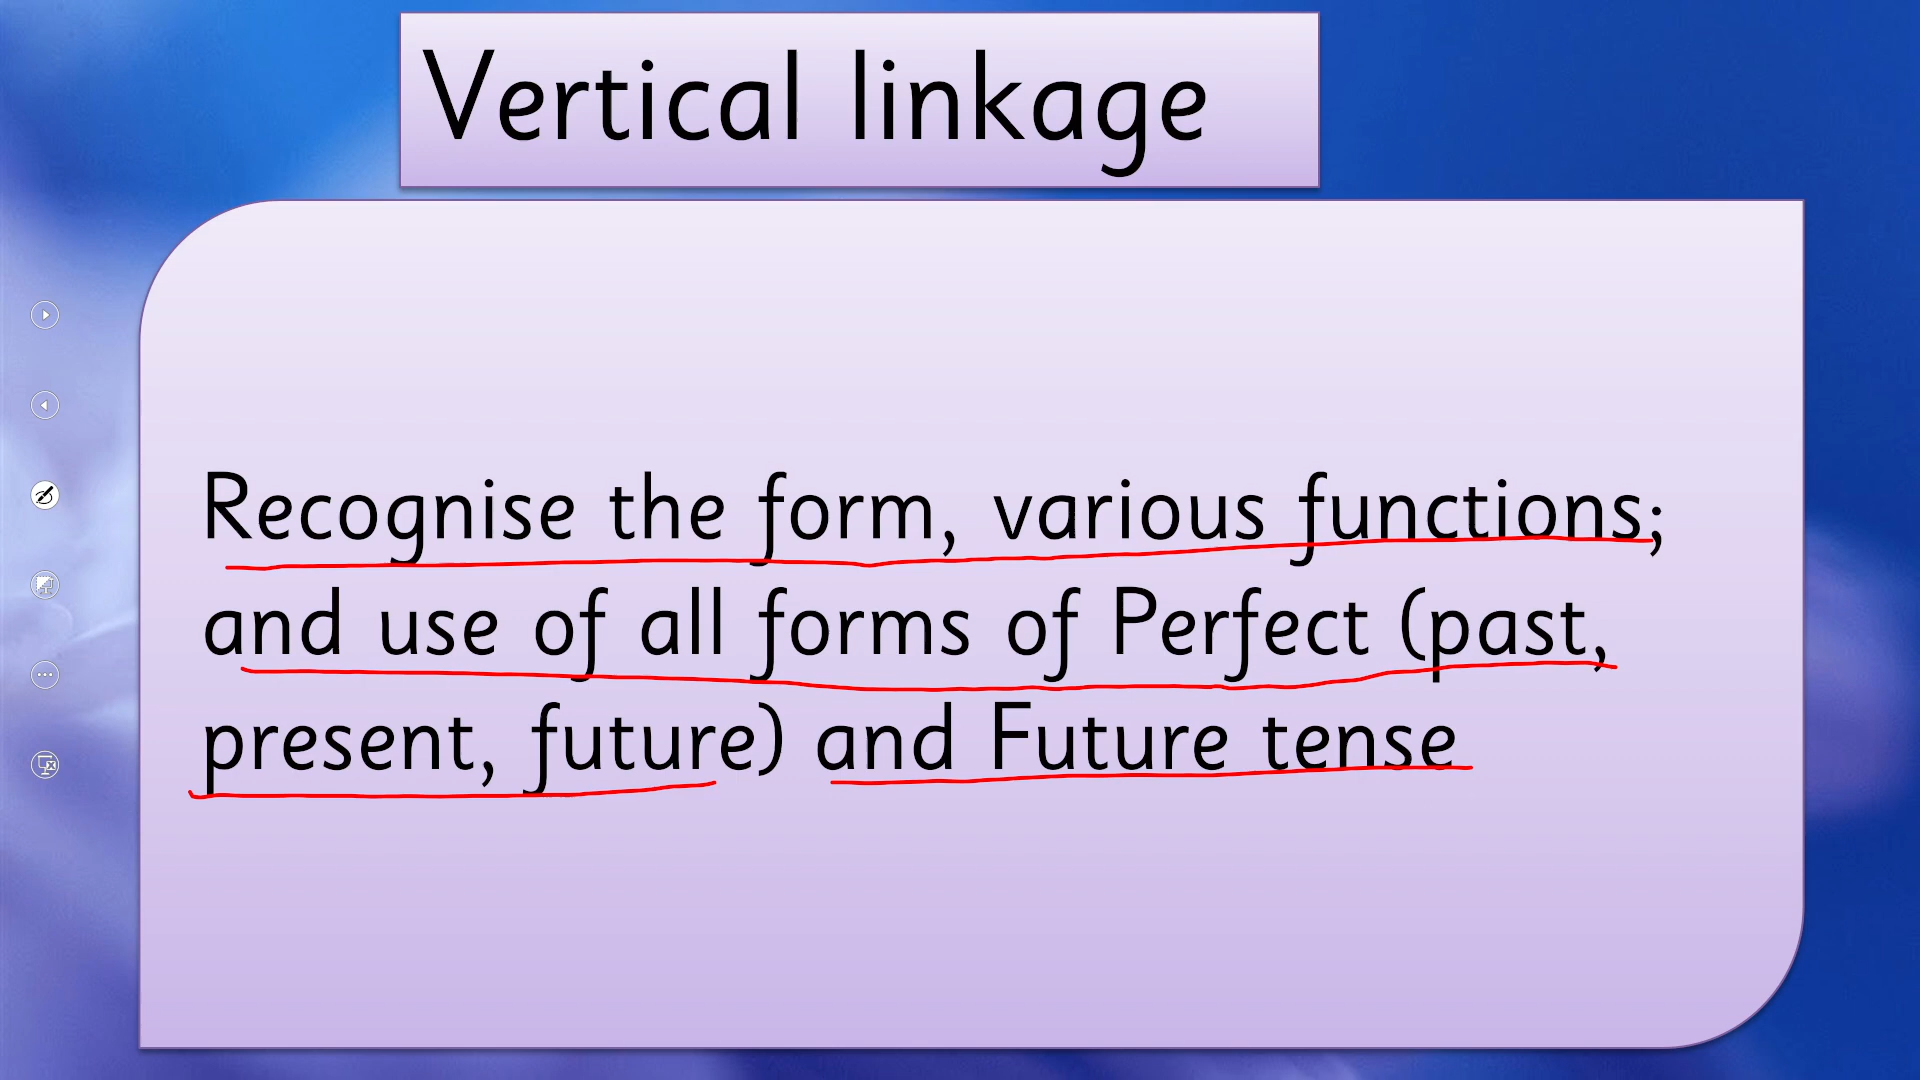 Vertical linkage
Recognise the form, various functions;
and use of all forms of Perfect (past,
present, future) and Future tense